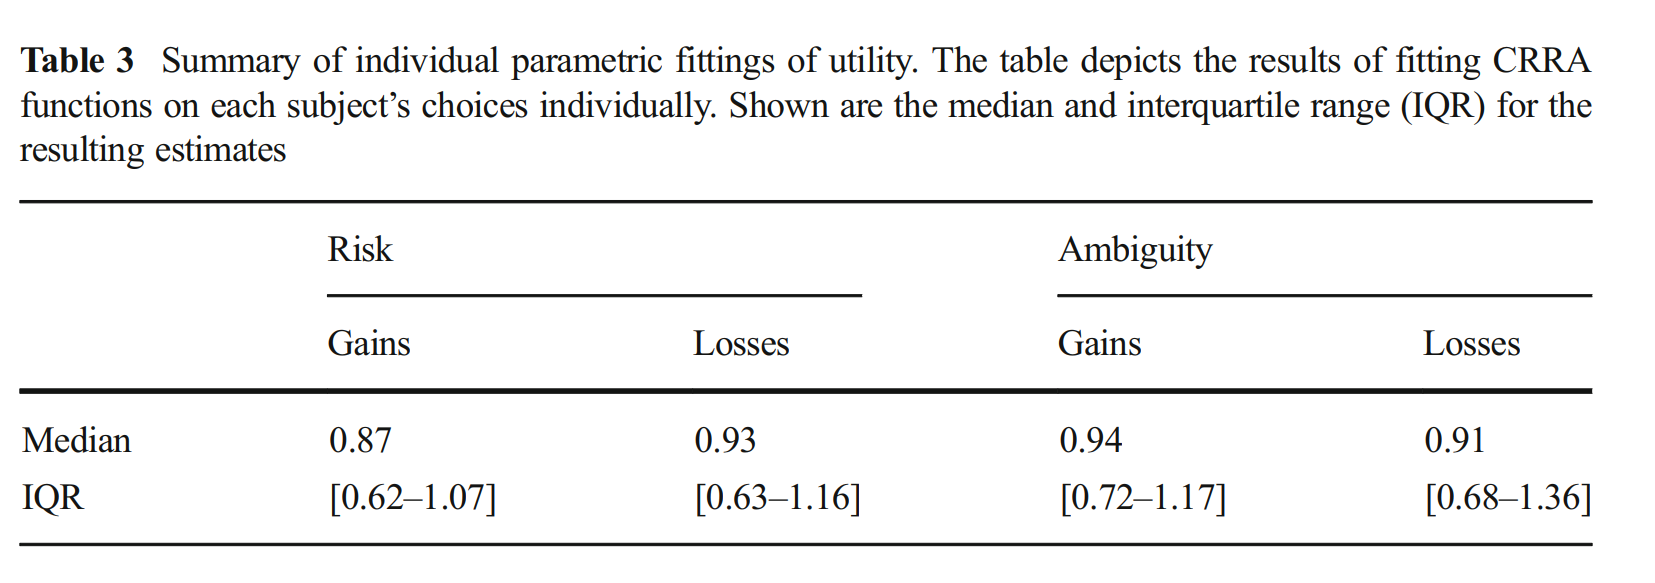 Table 3 Summary of individual parametric fittings of utility. The table depicts the results of fitting CRRA
functions on each subject’s choices individually. Shown are the median and interquartile range (IQR) for the
resulting estimates
Risk Ambiguity
Gains Losses Gains Losses
Median 0.87 0.93 0.94 0.91
IQR [0.62–1.07] [0.63–1.16] [0.72–1.17] [0.68–1.36]